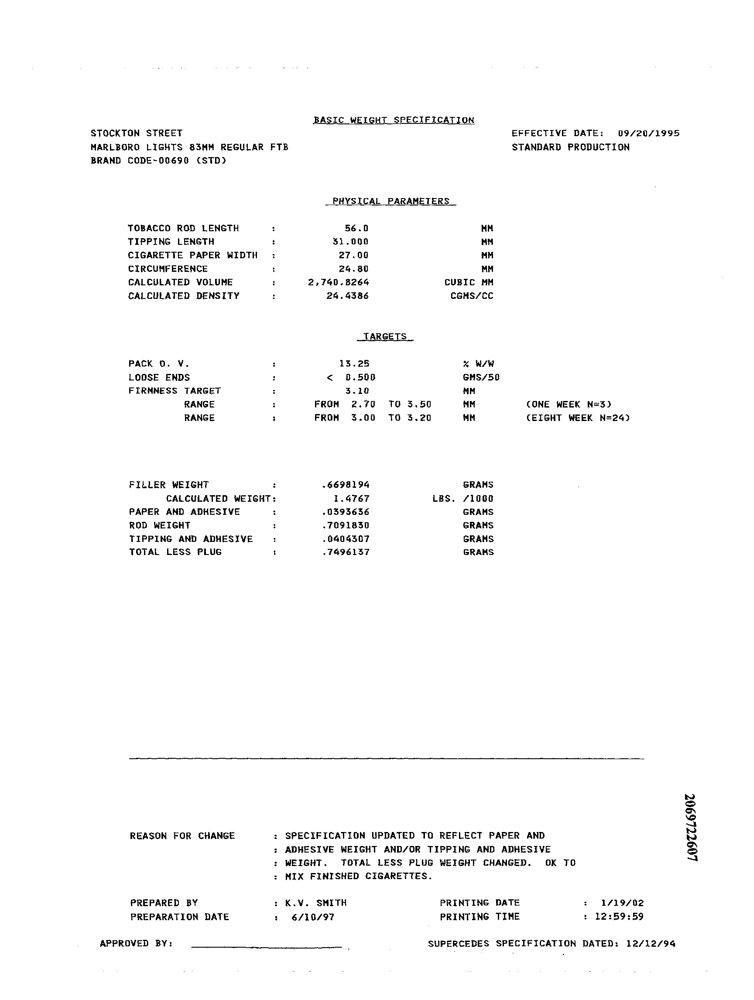 BASIC WEIGHT SPECIFICATION
STOCKTON STREET EFFECTIVE DATE: 09/20/1995
MARLBORO LIGHTS 83MM REGULAR FTB STANDARD PRODUCTION
BRAND CODE-00690 (STD)
PHYSICAL PARAMETERS
TOBACCO ROD LENGTH : 56.0 MM
TIPPING LENGTH : 31.000 MM
CIGARETTE PAPER WIDTH : 27.00 MM
CIRCUMFERENCE : 24.80 MM
CALCULATED VOLUME : 2,740.8264 CUBIC MM
CALCULATED DENSITY : 24.4386 CGMS/CC
TARGETS
PACK O. V. : 13.25 % W/W
LOOSE ENDS : < 0.500 GMS/50
FIRMNESS TARGET : 3.10 MM
RANGE : FROM 2.70 TO 3.50 MM (ONE WEEK N=3)
RANGE : FROM 3.00 TO 3.20 MM (EIGHT WEEK N=24)
FILLER WEIGHT : .6698194 GRAMS
CALCULATED WEIGHT: 1.4767 LBS. /1000
PAPER AND ADHESIVE : .0393636 GRAMS
ROD WEIGHT : .7091830 GRAMS
TIPPING AND ADHESIVE : .0404307 GRAMS
TOTAL LESS PLUG : .7496137 GRAMS
20697722607
REASON FOR CHANGE : SPECIFICATION UPDATED TO REFLECT PAPER AND
: ADHESIVE WEIGHT AND/OR TIPPING AND ADHESIVE
: WEIGHT. TOTAL LESS PLUG WEIGHT CHANGED. OK TO
: MIX FINISHED CIGARETTES.
PREPARED BY : K.V. SMITH PRINTING DATE : 1/19/02
PREPARATION DATE : 6/10/97 PRINTING TIME : 12:59:59
APPROVED BY: SUPERCEDES SPECIFICATION DATED: 12/12/94